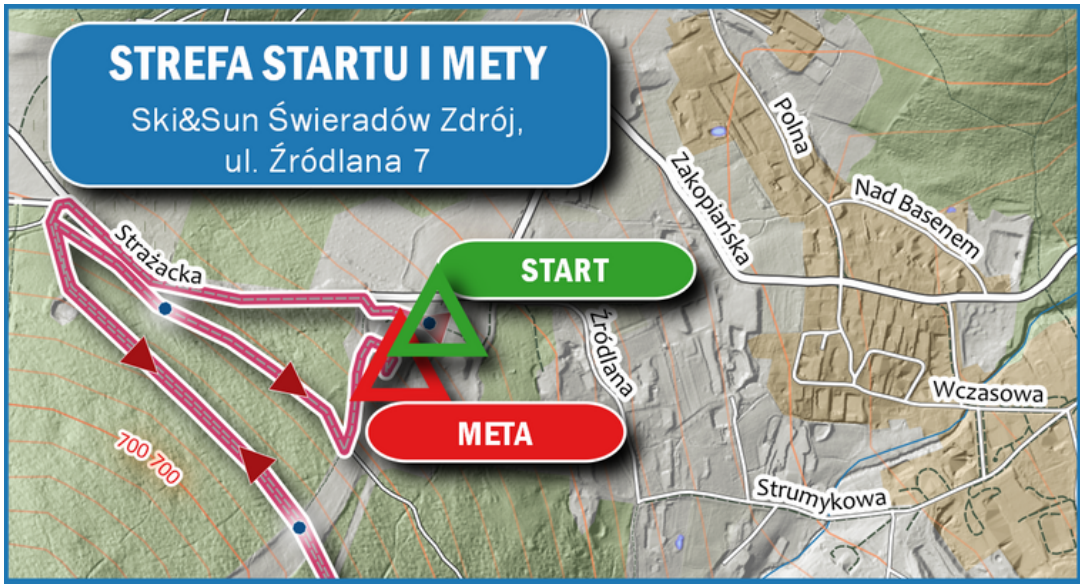 STREFA STARTU I METY
Ski&Sun Świeradów Zdrój,
ul. Źródlana 7
Polna
Zakopiańska
Nad Basenem
Strażacka
START
Źródlana
META
Wczasowa
700 700
Strumykowa